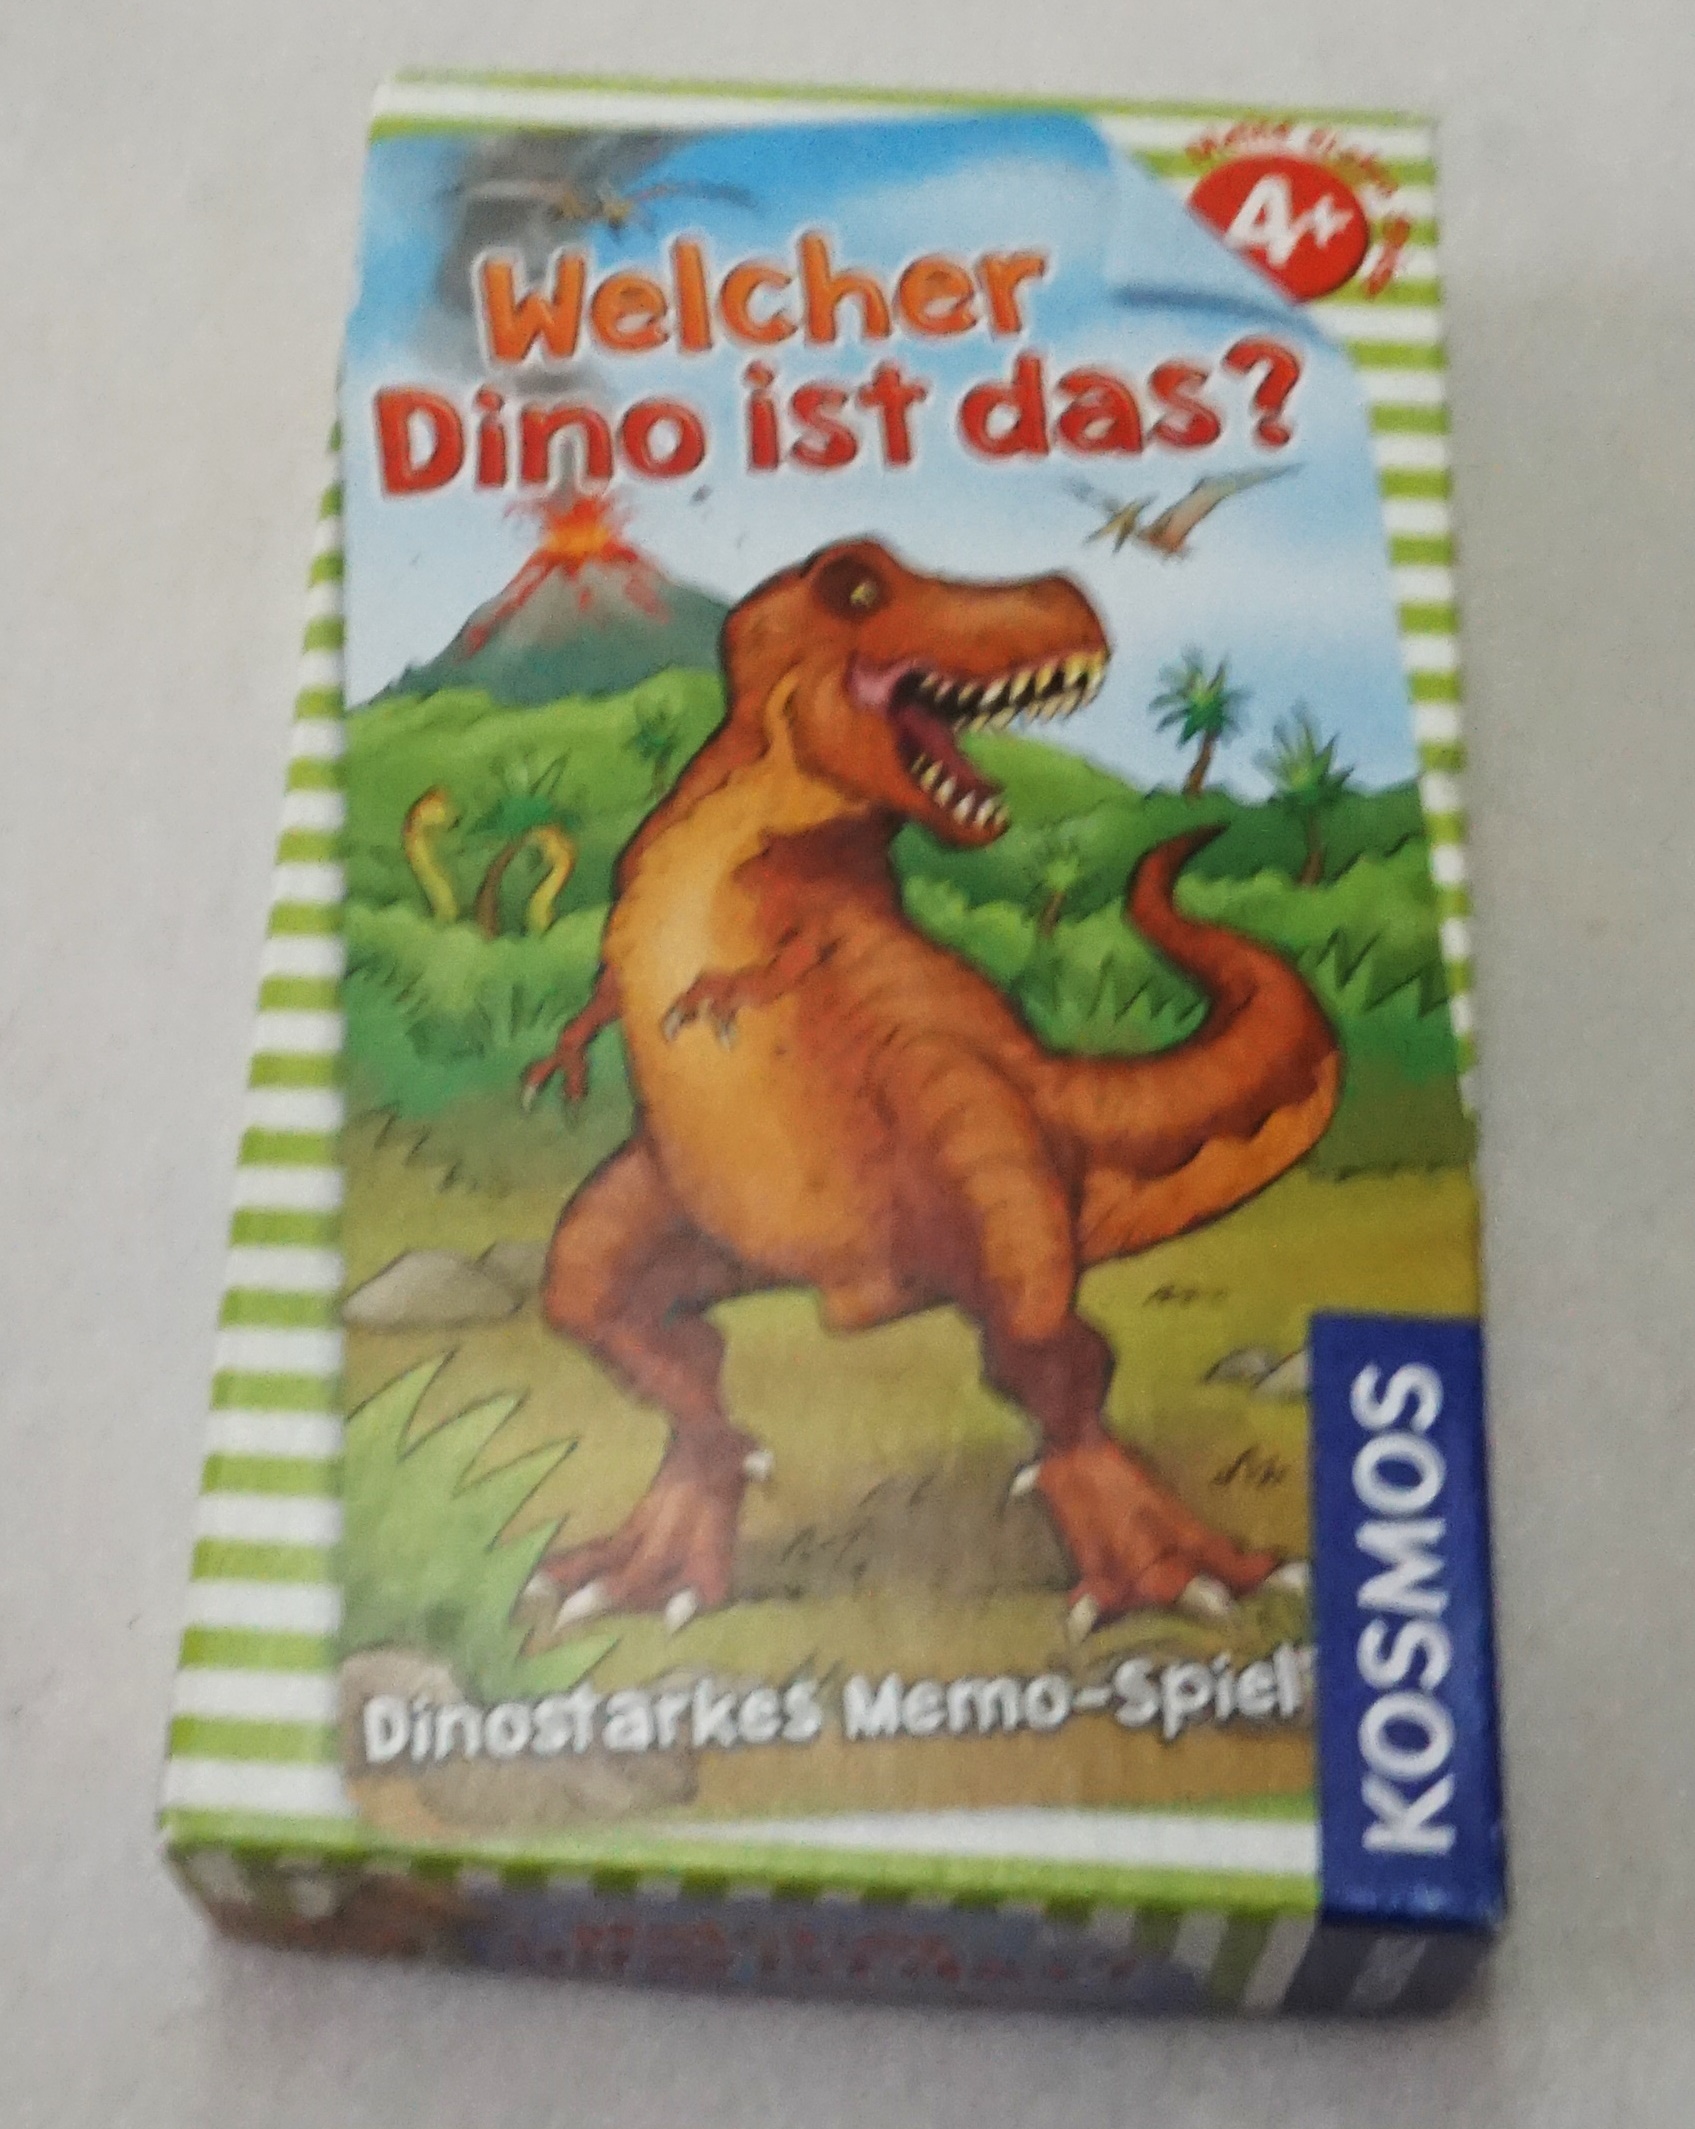 4+
Welcher
Dino ist das?
KOSMOS
Dinostarkes Memo-Spiel